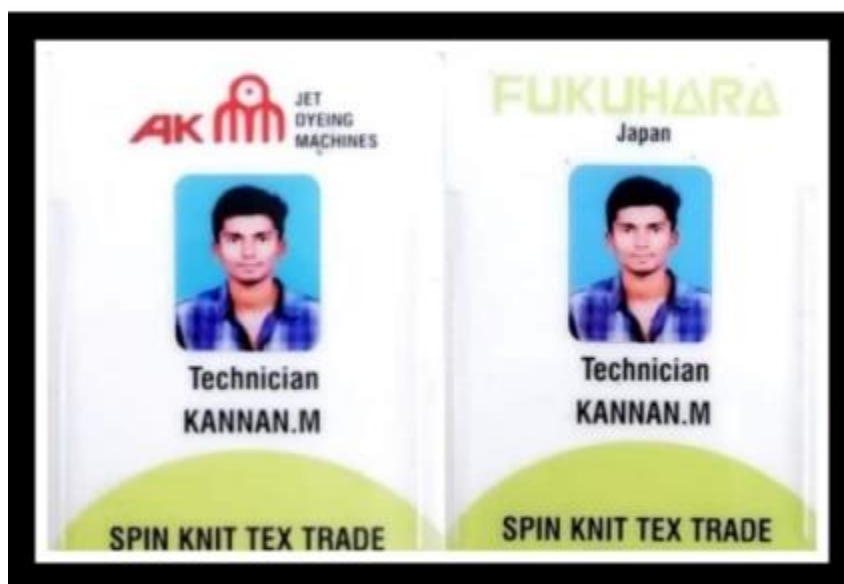 AK
JET
DYEING
MACHINES
Technician
KANNAN.M
SPIN KNIT TEX TRADE
FUKUHARA
Japan
Technician
KANNAN.M
SPIN KNIT TEX TRADE